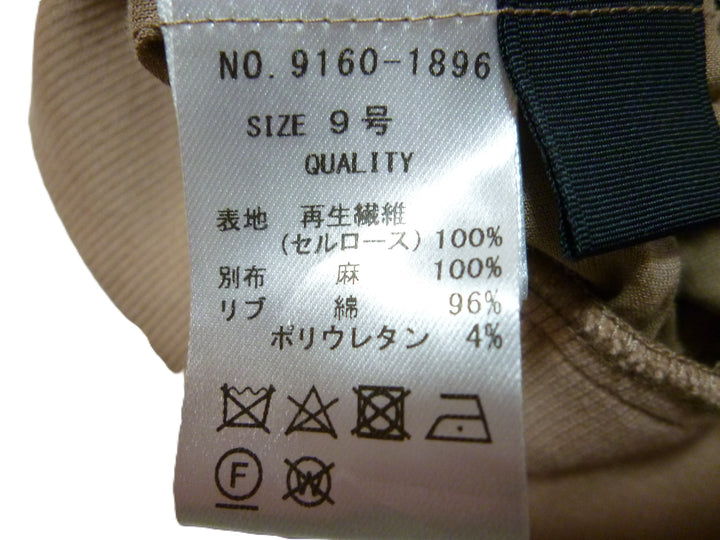 NO. 9160-1896
SIZE 9号
QUALITY
表地 再生繊維
(セルロース) 100%
別布 麻 100%
リブ 綿 96%
ポリウレタン 4%
F
W